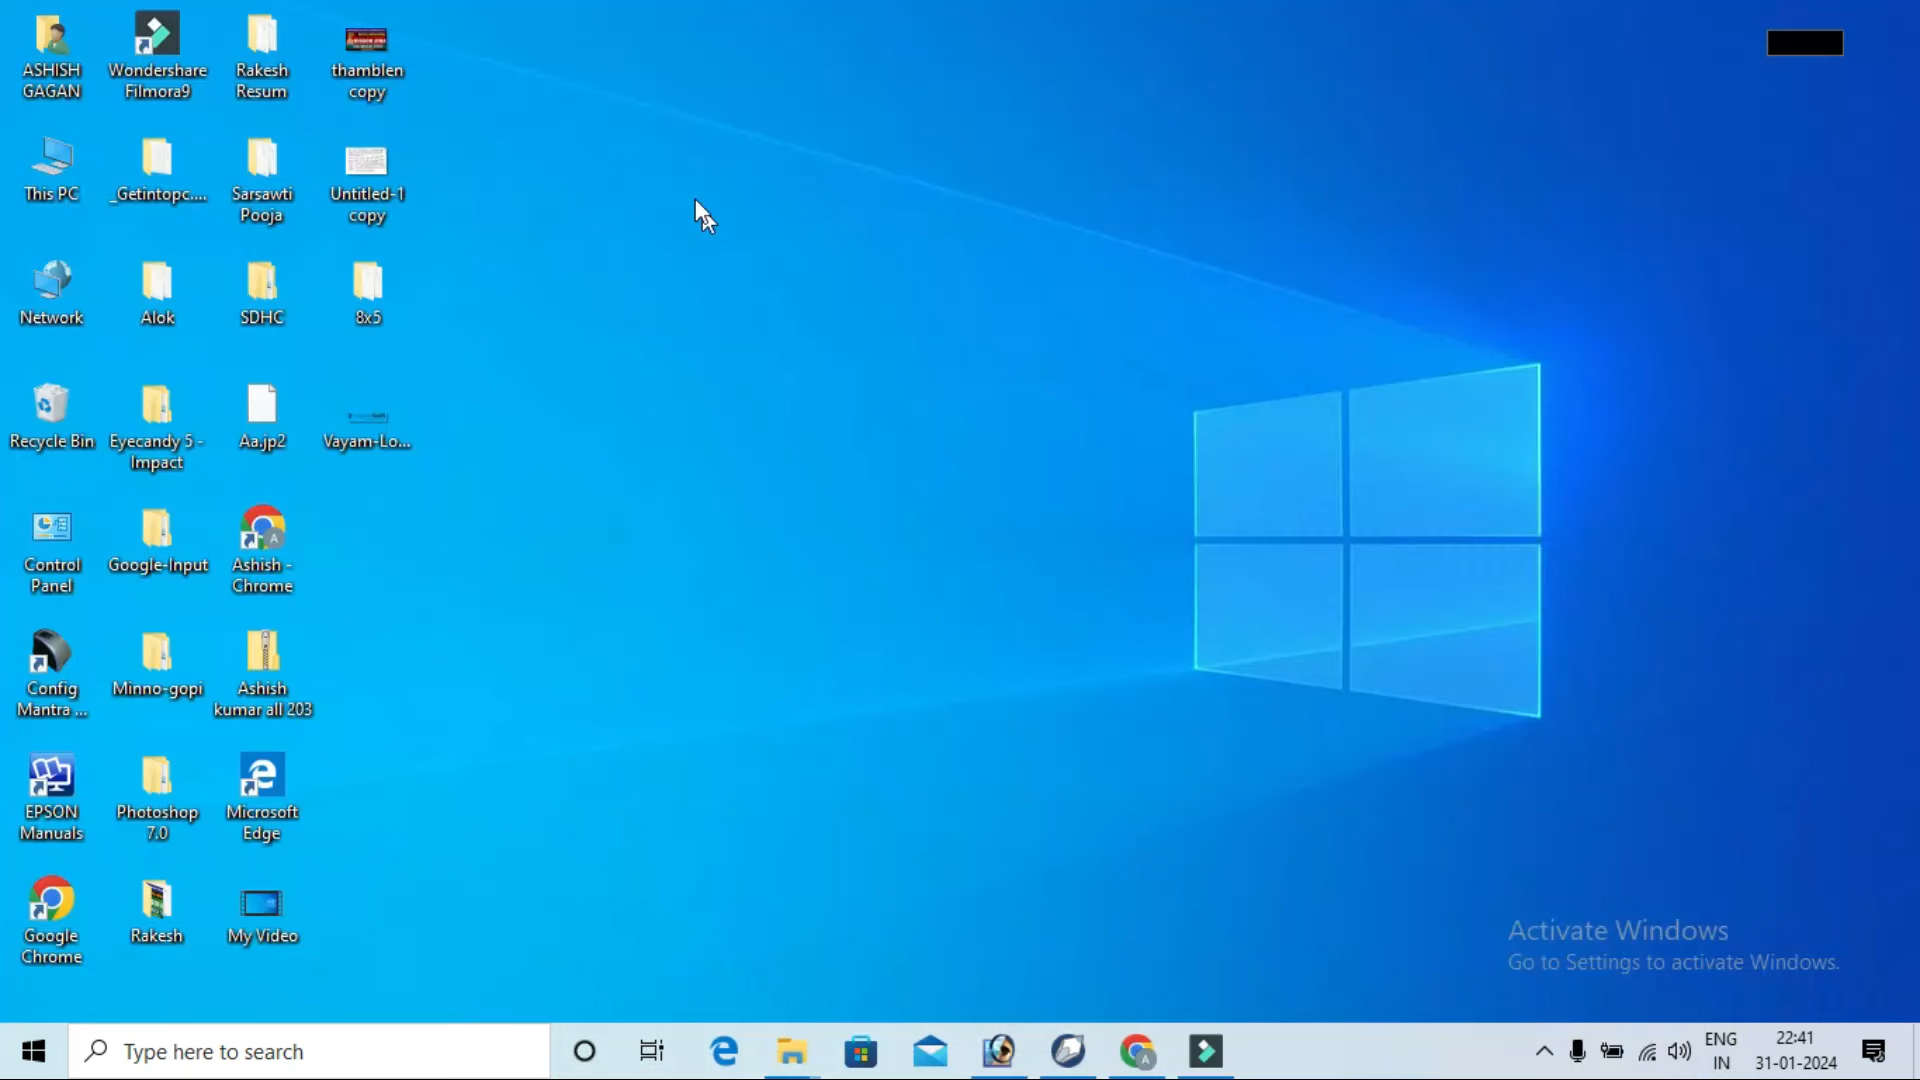 ASHISH
GAGAN
Wondershare
Filmora9
Rakesh
Resum
thamblen
copy
This PC
_Getintopc....
Sarsawti
Pooja
Untitled-1
copy
Network
Alok
SDHC
8x5
Recycle Bin
Eyecandy 5 -
Impact
Aa.jp2
Vayam-Lo...
Control
Panel
Google-Input
Ashish -
Chrome
Config
Mantra ...
Minno-gopi
Ashish
kumar all 203
EPSON
Manuals
Photoshop
7.0
Microsoft
Edge
Google
Chrome
Rakesh
My Video
Activate Windows
Go to Settings to activate Windows.
Type here to search
A
ENG
IN
22:41
31-01-2024